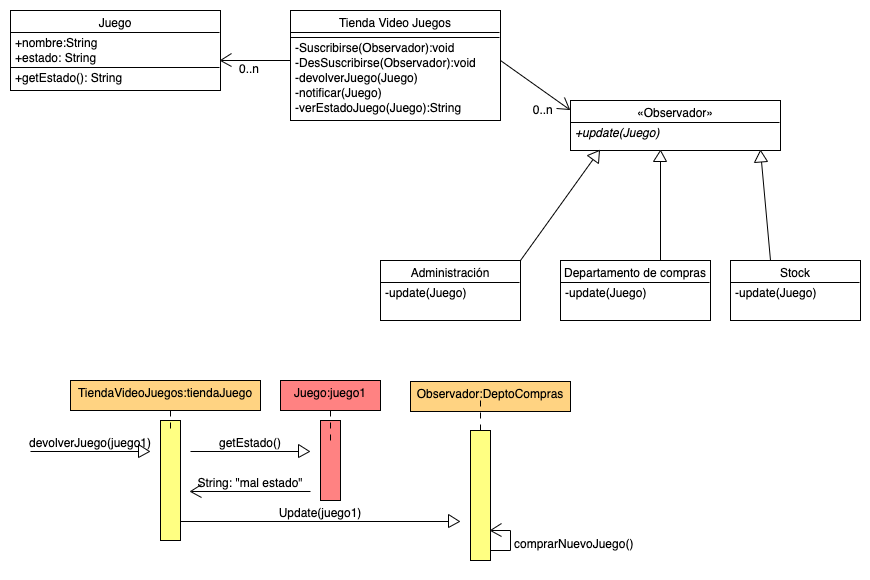 Juego
+nombre:String
+estado: String
+getEstado(): String
0..n
Tienda Video Juegos
-Suscribirse(Observador):void
-DesSuscribirse(Observador):void
-devolverJuego(Juego)
-notificar(Juego)
-verEstadoJuego(Juego):String
0..n
«Observador»
+update(Juego)
Administración
-update(Juego)
Departamento de compras
-update(Juego)
Stock
-update(Juego)
TiendaVideoJuegos:tiendaJuego
Juego:juego1
Observador:DeptoCompras
devolverJuego(juego1)
getEstado()
String: "mal estado"
Update(juego1)
comprarNuevoJuego()